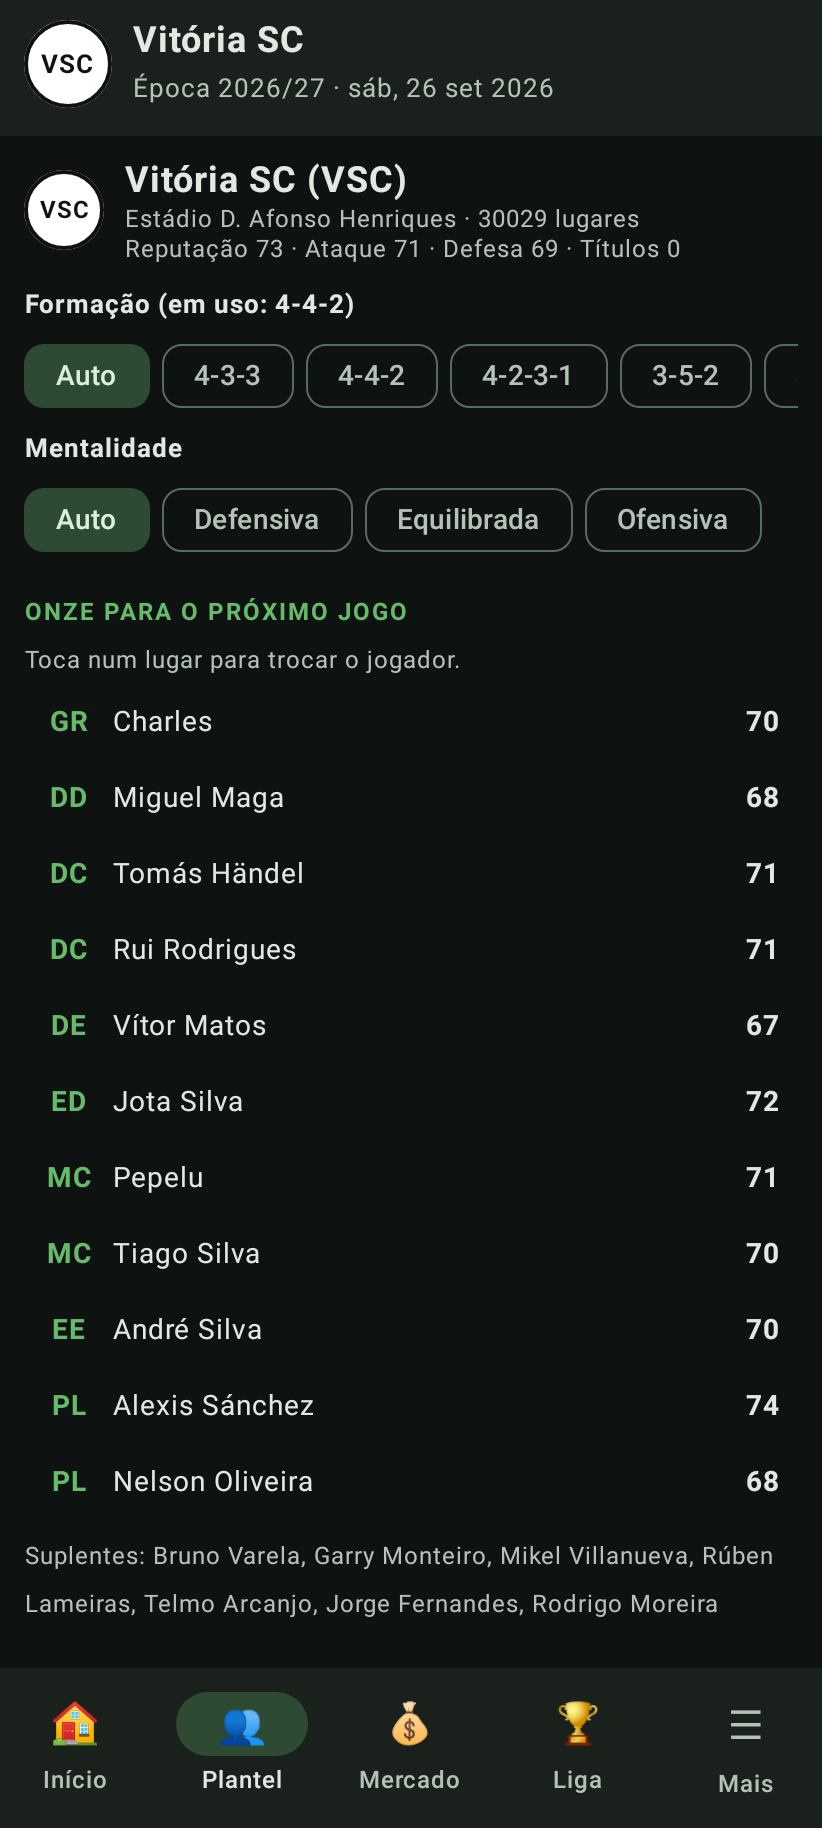 VSC
Vitória SC
Época 2026/27 · sáb, 26 set 2026
VSC
Vitória SC (VSC)
Estádio D. Afonso Henriques · 30029 lugares
Reputação 73 · Ataque 71 · Defesa 69 · Títulos 0
Formação (em uso: 4-4-2)
Auto 4-3-3 4-4-2 4-2-3-1 3-5-2
Mentalidade
Auto Defensiva Equilibrada Ofensiva
ONZE PARA O PRÓXIMO JOGO
Toca num lugar para trocar o jogador.
GR Charles 70
DD Miguel Maga 68
DC Tomás Händel 71
DC Rui Rodrigues 71
DE Vítor Matos 67
ED Jota Silva 72
MC Pepelu 71
MC Tiago Silva 70
EE André Silva 70
PL Alexis Sánchez 74
PL Nelson Oliveira 68
Suplentes: Bruno Varela, Garry Monteiro, Mikel Villanueva, Rúben
Lameiras, Telmo Arcanjo, Jorge Fernandes, Rodrigo Moreira
Início Plantel Mercado Liga Mais